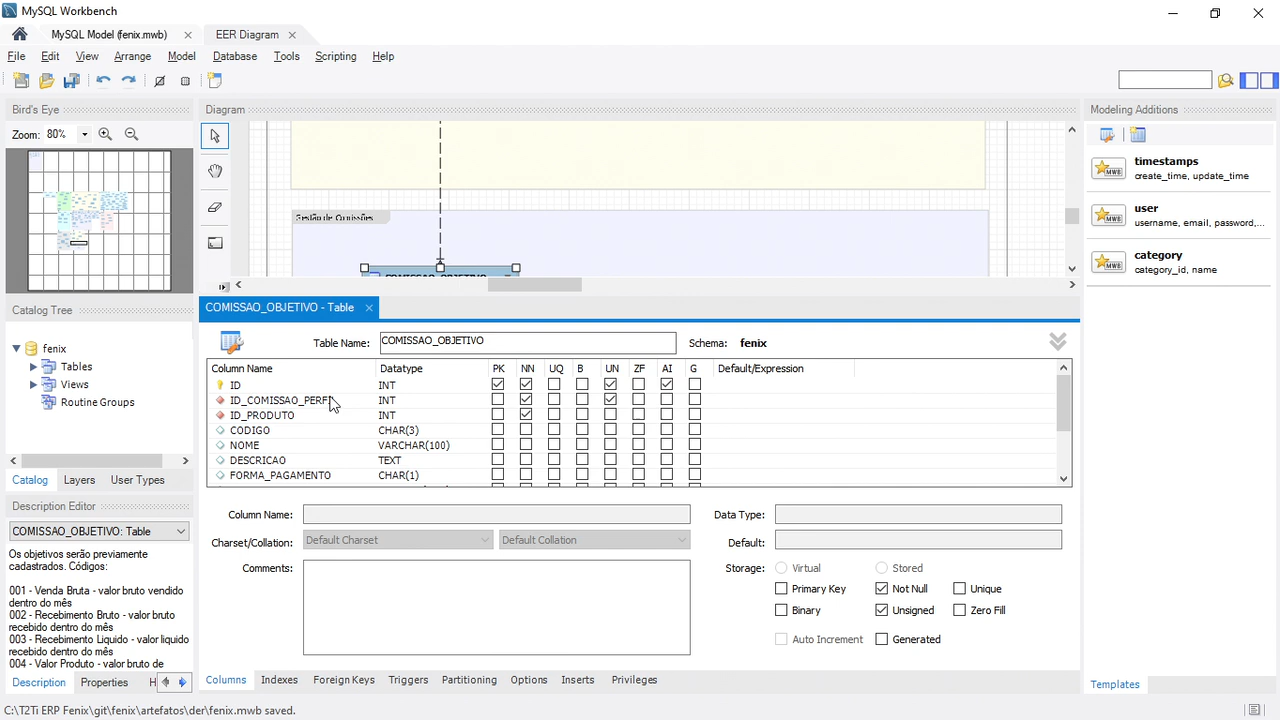 MySQL Workbench
MySQL Model (fenix.mwb) ×
EER Diagram ×
File Edit View Arrange Model Database Tools Scripting Help
Bird's Eye
Zoom: 80%
Diagram
Gestão de Comissões
COMISSAO_OBJETIVO
Catalog Tree
fenix
Tables
Views
Routine Groups
Catalog Layers User Types
Description Editor
COMISSAO_OBJETIVO: Table
Os objetivos serão previamente
cadastrados. Códigos:
001 - Venda Bruta - valor bruto vendido
dentro do mês
002 - Recebimento Bruto - valor bruto
recebido dentro do mês
003 - Recebimento Liquido - valor liquido
recebido dentro do mês
004 - Valor Produto - valor bruto de
Description Properties H
COMISSAO_OBJETIVO - Table ×
Table Name: COMISSAO_OBJETIVO Schema: fenix
Column Name Datatype PK NN UQ B UN ZF AI G Default/Expression
ID INT
ID_COMISSAO_PERFI INT
ID_PRODUTO INT
CODIGO CHAR(3)
NOME VARCHAR(100)
DESCRICAO TEXT
FORMA_PAGAMENTO CHAR(1)
Column Name: Data Type:
Charset/Collation: Default Charset Default Collation Default:
Comments: Storage: Virtual Stored
Primary Key Not Null Unique
Binary Unsigned Zero Fill
Auto Increment Generated
Columns Indexes Foreign Keys Triggers Partitioning Options Inserts Privileges
Modeling Additions
timestamps
create_time, update_time
user
username, email, password,...
category
category_id, name
Templates
C:\T2Ti ERP Fenix\git\fenix\artefatos\der\fenix.mwb saved.